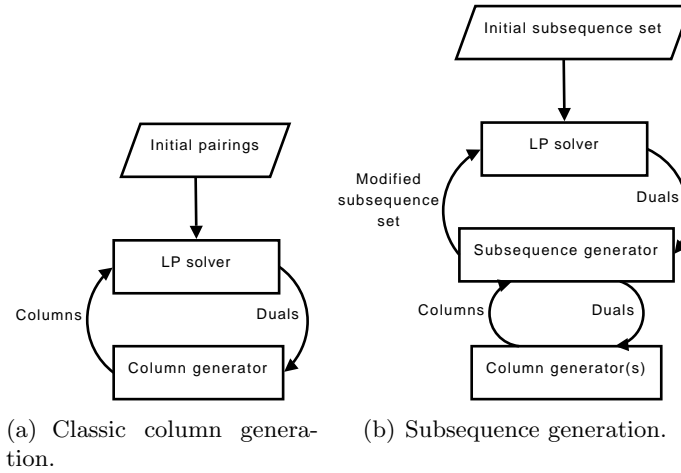 Initial pairings
LP solver
Columns
Duals
Column generator
(a) Classic column genera-
tion.
Initial subsequence set
LP solver
Modified
subsequence
set
Duals
Subsequence generator
Columns
Duals
Column generator(s)
(b) Subsequence generation.